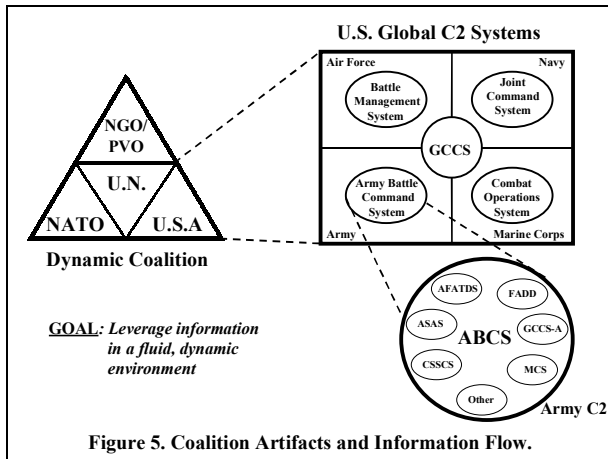 U.S. Global C2 Systems
Air Force
Navy
Battle
Management
System
Joint
Command
System
GCCS
Army Battle
Command
System
Combat
Operations
System
Army
Marine Corps
NGO/
PVO
U.N.
NATO
U.S.A
Dynamic Coalition
GOAL: Leverage information
in a fluid, dynamic
environment
AFATDS
FADD
ASAS
GCCS-A
ABCS
CSSCS
MCS
Other
Army C2
Figure 5. Coalition Artifacts and Information Flow.